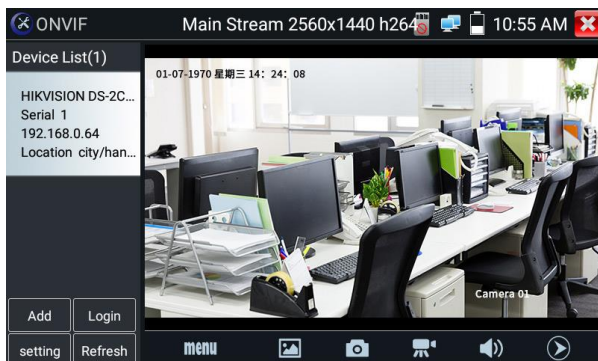 ONVIF
Main Stream 2560x1440 h264
10:55 AM
Device List(1)
HIKVISION DS-2C...
Serial 1
192.168.0.64
Location city/han...
01-07-1970 星期三 14：24：08
Camera 01
Add
Login
setting
Refresh
menu